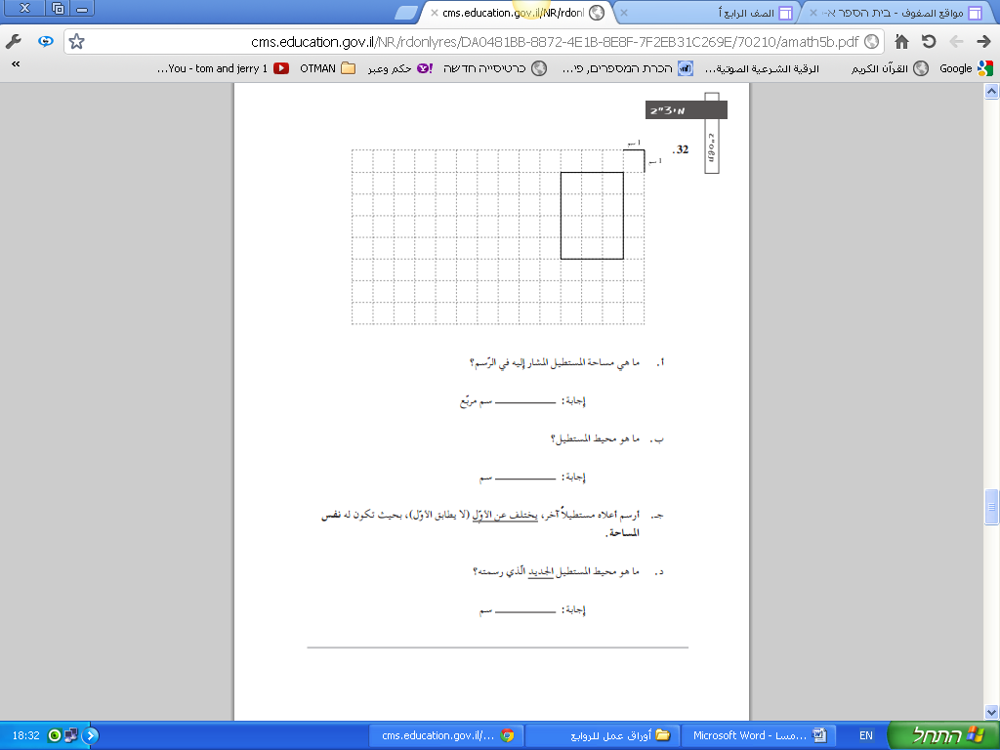 cms.education.gov.il/NR/rdonl
الصف الرابع أ
مواقع الصفوف - بيت הספר א-
cms.education.gov.il/NR/rdonlyres/DA0481BB-8872-4E1B-8E8F-7F2EB31C269E/70210/amath5b.pdf
Google
القرآن الكريم
الرقية الشرعية الصوتية...
הכרת המספרים, פי...
כרטיסייה חדשה
حكم وعبر
OTMAN
You - tom and jerry 1...
»
מיצ"ב
32.
1 سم
1 سم
أ. ما هي مساحة المستطيل المشار إليه في الرّسم؟
إجابة: ________ سم مربّع
ب. ما هو محيط المستطيل؟
إجابة: ________ سم
جـ. أرسم أعلاه مستطيلاً آخر، يختلف عن الأوّل (لا يطابق الأوّل)، بحيث تكون له نفس
المساحة.
د. ما هو محيط المستطيل الجديد الّذي رسمته؟
إجابة: ________ سم
התחל
EN
Microsoft Word - مسا...
أوراق عمل للروابع
cms.education.gov.il/...
18:32